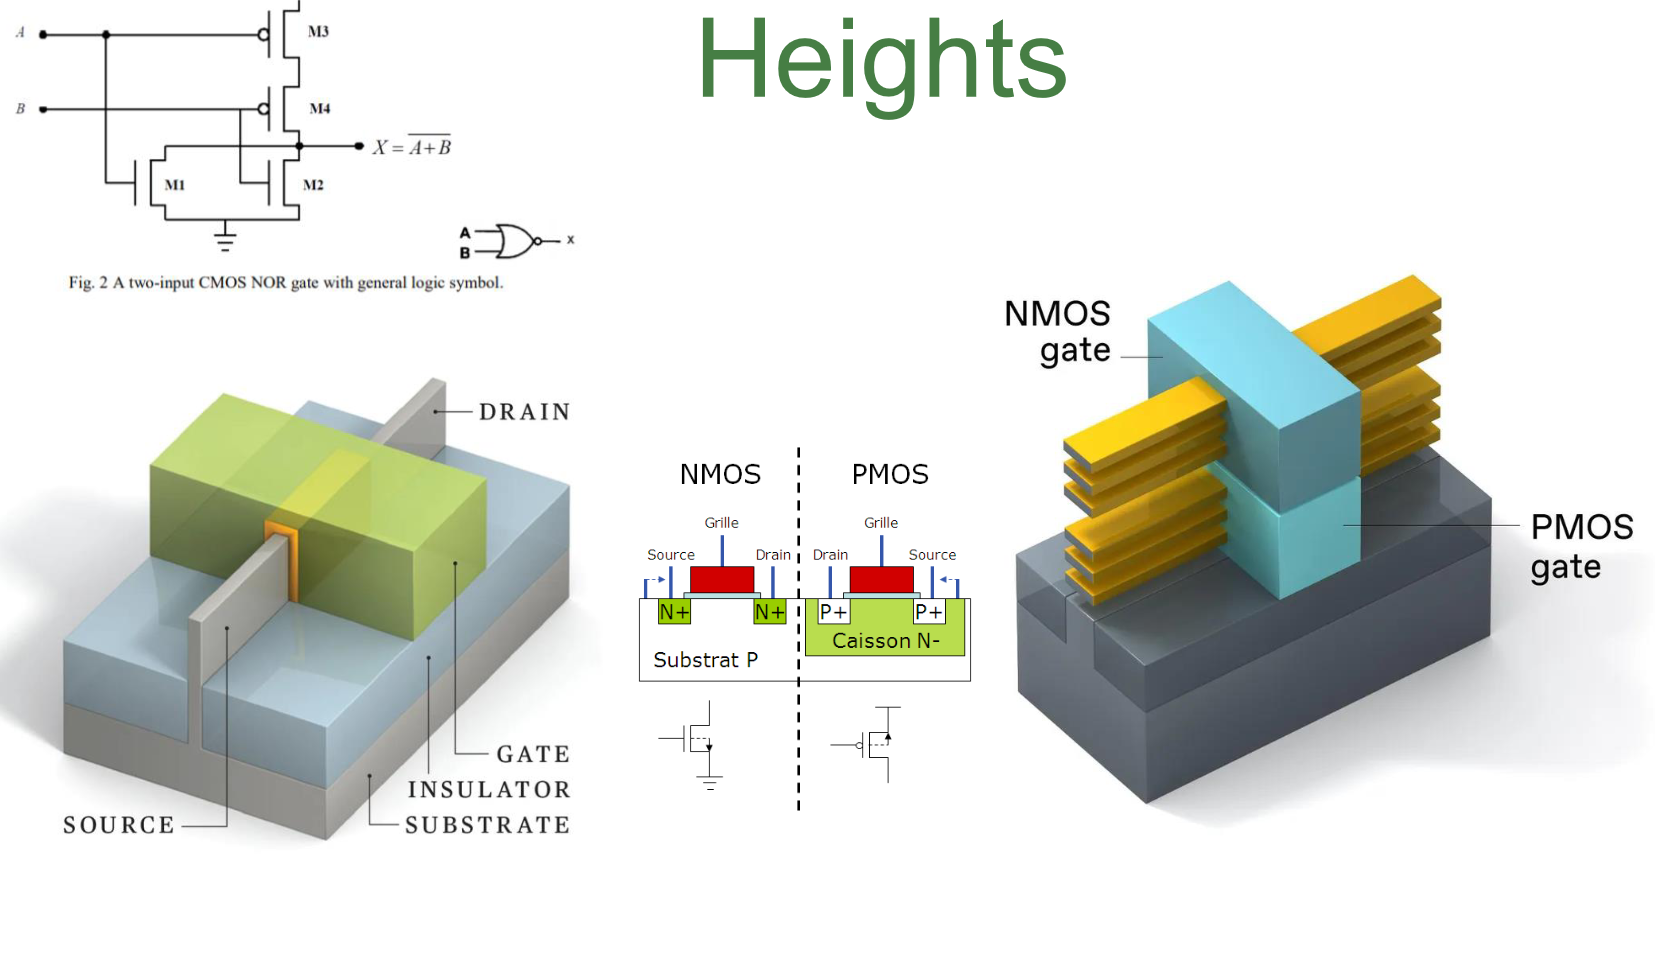 Heights
A
M3
B
M4
X = \overline{A+B}
M1
M2
A
B
x
Fig. 2 A two-input CMOS NOR gate with general logic symbol.
DRAIN
GATE
INSULATOR
SOURCE
SUBSTRATE
NMOS
PMOS
Grille
Grille
Source
Drain
Drain
Source
N+
N+
P+
P+
Caisson N-
Substrat P
NMOS
gate
PMOS
gate